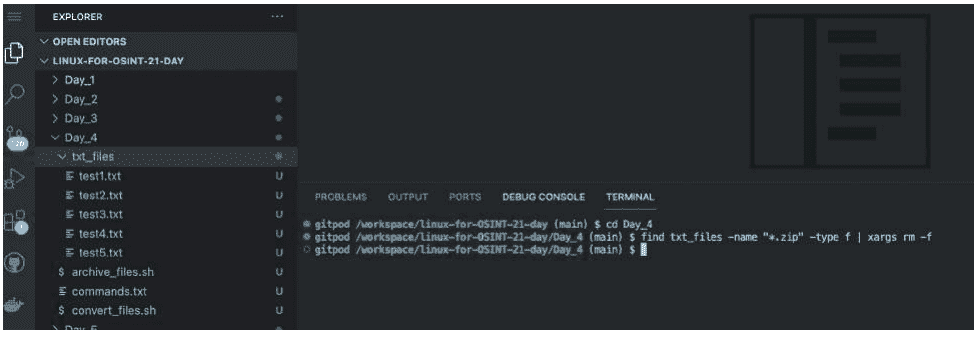 EXPLORER
OPEN EDITORS
LINUX-FOR-OSINT-21-DAY
Day_1
Day_2
Day_3
Day_4
txt_files
test1.txt U
test2.txt U
test3.txt U
test4.txt U
test5.txt U
$ archive_files.sh U
commands.txt U
$ convert_files.sh U
PROBLEMS OUTPUT PORTS DEBUG CONSOLE TERMINAL
gitpod /workspace/linux-for-OSINT-21-day (main) $ cd Day_4
gitpod /workspace/linux-for-OSINT-21-day/Day_4 (main) $ find txt_files -name "*.zip" -type f | xargs rm -f
gitpod /workspace/linux-for-OSINT-21-day/Day_4 (main) $